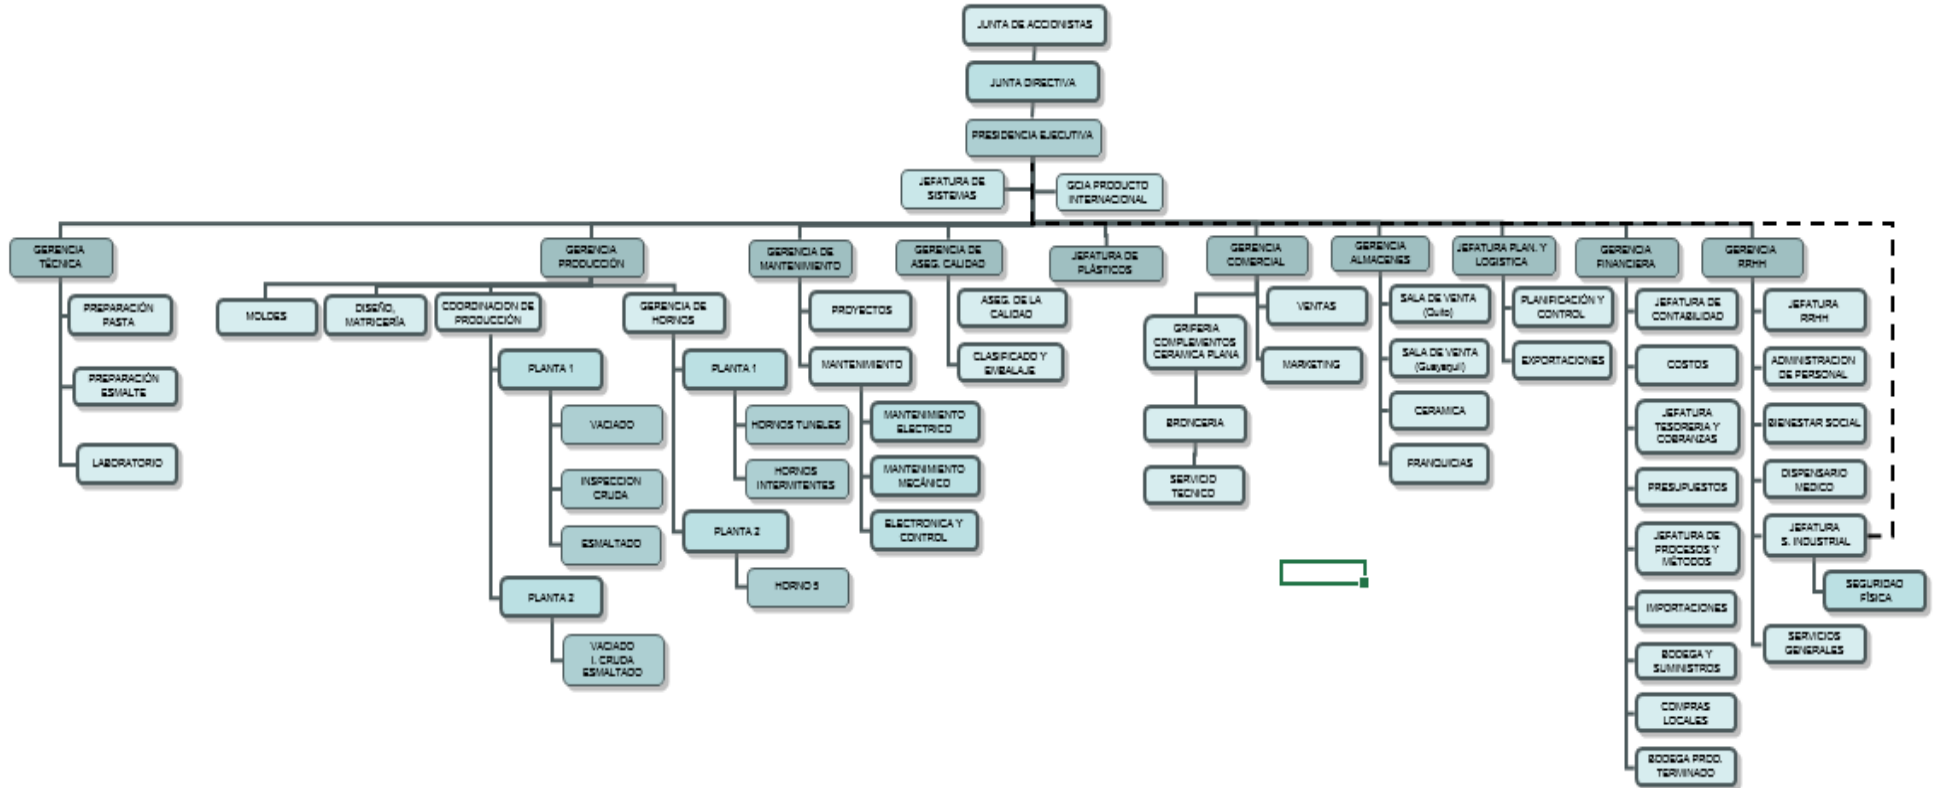 JUNTA DE ACCIONISTAS
JUNTA DIRECTIVA
PRESIDENCIA EJECUTIVA
JEFATURA DE
SISTEMAS
GCIA PRODUCTO
INTERNACIONAL
GERENCIA
TÉCNICA
GERENCIA
PRODUCCIÓN
GERENCIA DE
MANTENIMIENTO
GERENCIA DE
ASEG. CALIDAD
JEFATURA DE
PLÁSTICOS
GERENCIA
COMERCIAL
GERENCIA
ALMACENES
JEFATURA PLAN. Y
LOGISTICA
GERENCIA
FINANCIERA
GERENCIA
RRHH
PREPARACIÓN
PASTA
PREPARACIÓN
ESMALTE
LABORATORIO
MOLDES
DISEÑO,
MATRICERÍA
COORDINACION DE
PRODUCCIÓN
GERENCIA DE
HORNOS
PLANTA 1
VACIADO
INSPECCION
CRUDA
ESMALTADO
PLANTA 2
VACIADO
I. CRUDA
ESMALTADO
PLANTA 1
HORNOS TUNELES
HORNOS
INTERMITENTES
PLANTA 2
HORNO 5
PROYECTOS
MANTENIMIENTO
MANTENIMIENTO
ELECTRICO
MANTENIMIENTO
MECÁNICO
ELECTRONICA Y
CONTROL
ASEG. DE LA
CALIDAD
CLASIFICADO Y
EMBALAJE
GRIFERIA
COMPLEMENTOS
CERAMICA PLANA
BRONCERIA
SERVICIO
TECNICO
VENTAS
MARKETING
SALA DE VENTA
(Quito)
SALA DE VENTA
(Guayaquil)
CERAMICA
FRANQUICIAS
PLANIFICACIÓN Y
CONTROL
EXPORTACIONES
JEFATURA DE
CONTABILIDAD
COSTOS
JEFATURA
TESORERIA Y
COBRANZAS
PRESUPUESTOS
JEFATURA DE
PROCESOS Y
MÉTODOS
IMPORTACIONES
BODEGA Y
SUMINISTROS
COMPRAS
LOCALES
BODEGA PROD.
TERMINADO
JEFATURA
RRHH
ADMINISTRACION
DE PERSONAL
BIENESTAR SOCIAL
DISPENSARIO
MEDICO
JEFATURA
S. INDUSTRIAL
SEGURIDAD
FÍSICA
SERVICIOS
GENERALES